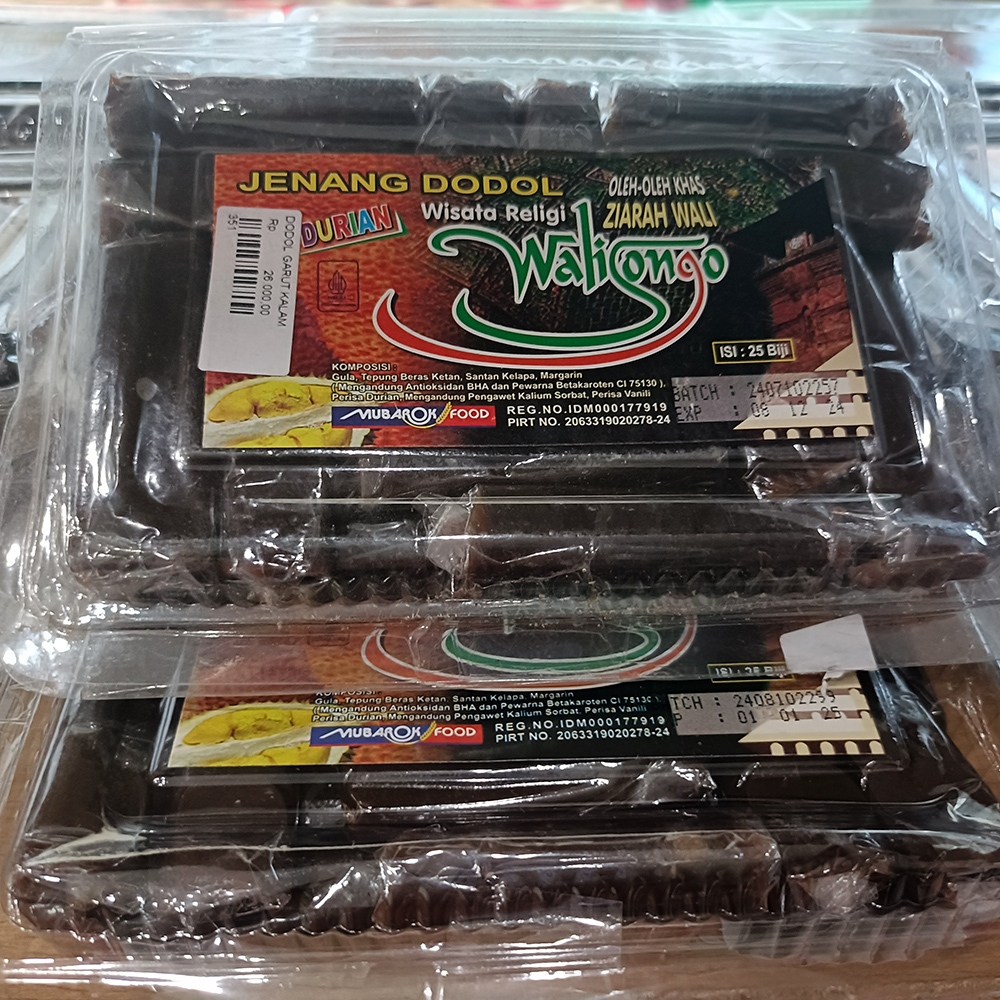 JENANG DODOL
OLEH-OLEH KHAS
Wisata Religi
ZIARAH WALI
DURIAN
Walisongo
DODOL GARUT KALAM
Rp 26 000.00
351
ISI : 25 Biji
KOMPOSISI :
Gula, Tepung Beras Ketan, Santan Kelapa, Margarin
( Mengandung Antioksidan BHA dan Pewarna Betakaroten CI 75130 ).
Perisa Durian, Mengandung Pengawet Kalium Sorbat, Perisa Vanili
MUBAROK FOOD
REG.NO.IDM000177919
PIRT NO. 2063319020278-24
BATCH : 2407102257
EXP : 08 12 24
ISI : 25 Biji
KOMPOSISI :
Gula, Tepung Beras Ketan, Santan Kelapa, Margarin
( Mengandung Antioksidan BHA dan Pewarna Betakaroten CI 75130 ).
Perisa Durian, Mengandung Pengawet Kalium Sorbat, Perisa Vanili
MUBAROK FOOD
REG.NO.IDM000177919
PIRT NO. 2063319020278-24
TCH : 2408102259
P : 01 01 25